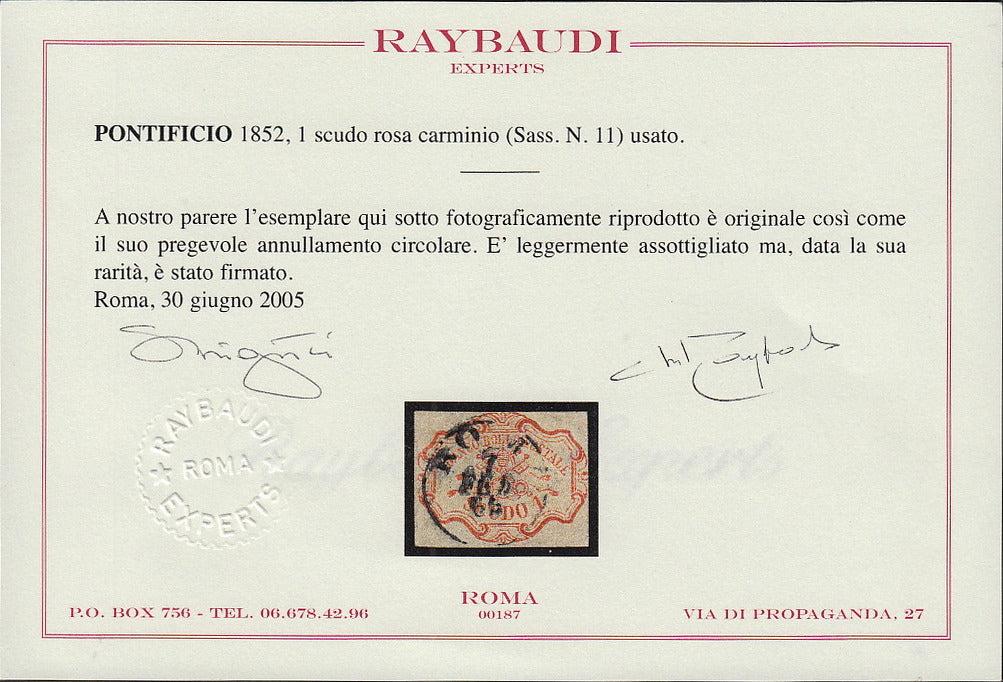 RAYBAUDI
EXPERTS
PONTIFICIO 1852, 1 scudo rosa carminio (Sass. N. 11) usato.
A nostro parere l'esemplare qui sotto fotograficamente riprodotto è originale così come
il suo pregevole annullamento circolare. E' leggermente assottigliato ma, data la sua
rarità, è stato firmato.
Roma, 30 giugno 2005
RAYBAUDI
ROMA
EXPERTS
ROMA
00187
P.O. BOX 756 - TEL. 06.678.42.96
VIA DI PROPAGANDA, 27